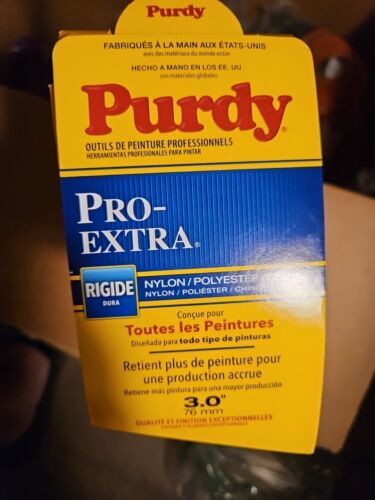 Purdy
FABRIQUÉS À LA MAIN AUX ÉTATS-UNIS
avec des matériaux du monde entier
HECHO A MANO EN LOS EE. UU.
con materiales globales
Purdy®
OUTILS DE PEINTURE PROFESSIONNELS
HERRAMIENTAS PROFESIONALES PARA PINTAR
PRO-
EXTRA®
RIGIDE
DURA
NYLON/POLYESTER
NYLON / POLIÉSTER /
Conçue pour
Toutes les Peintures
Diseñada para todo tipo de pinturas
Retient plus de peinture pour
une production accrue
Retiene más pintura para una mayor producción
3.0"
76 mm
QUALITÉ ET FINITION EXCEPTIONNELLES
CALIDAD Y ACABADO EXCEPCIONALES